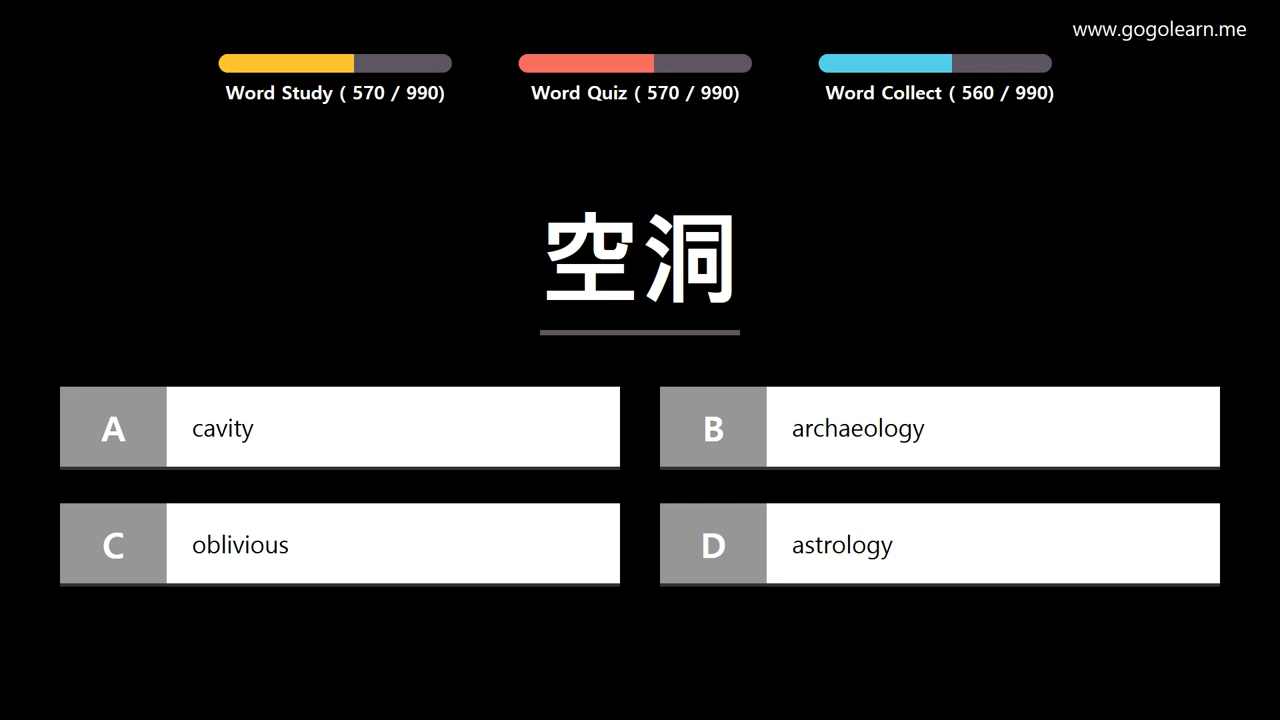 www.gogolearn.me
Word Study ( 570 / 990)
Word Quiz ( 570 / 990)
Word Collect ( 560 / 990)
空洞
A cavity
B archaeology
C oblivious
D astrology